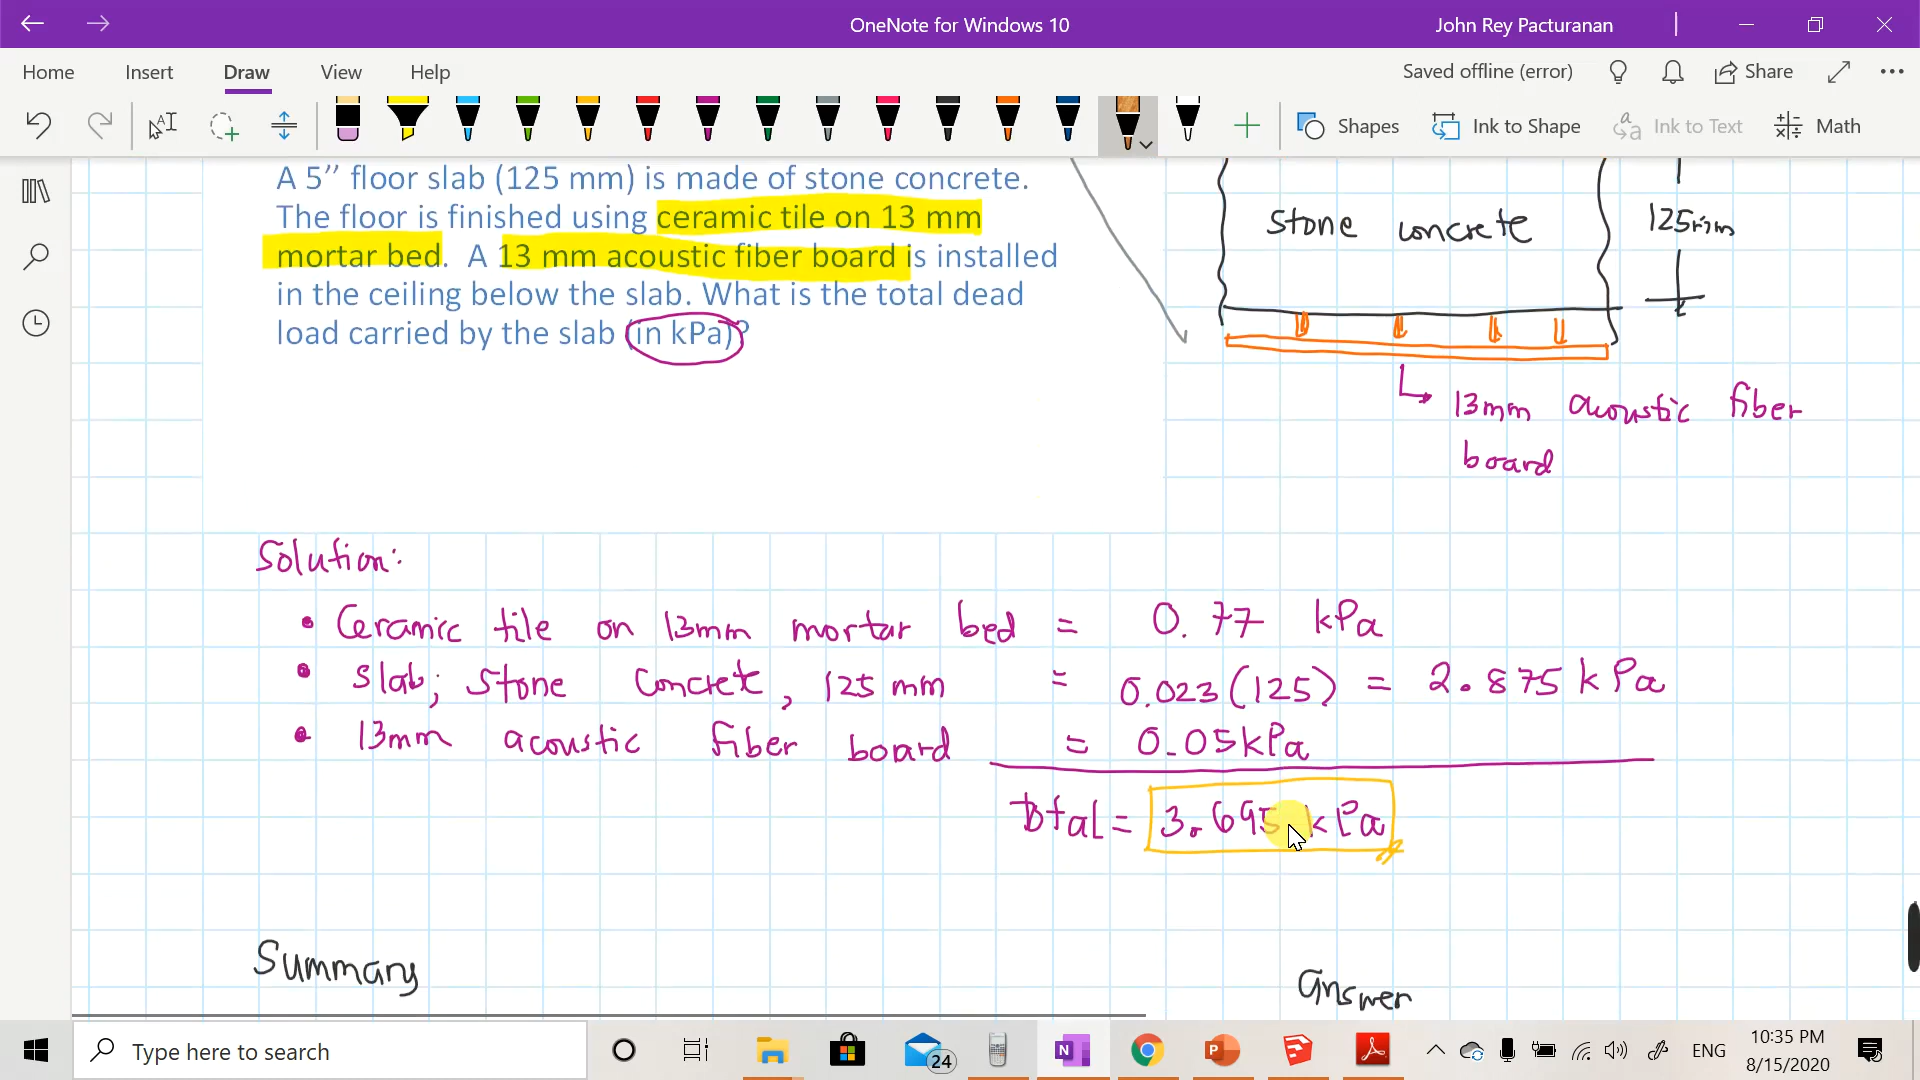 OneNote for Windows 10
John Rey Pacturanan
Home Insert Draw View Help
Saved offline (error)
Share
Shapes
Ink to Shape
Ink to Text
Math
A 5’’ floor slab (125 mm) is made of stone concrete.
The floor is finished using ceramic tile on 13 mm
mortar bed. A 13 mm acoustic fiber board is installed
in the ceiling below the slab. What is the total dead
load carried by the slab (in kPa)?
stone concrete
125mm
13mm acoustic fiber
board
Solution:
• Ceramic tile on 13mm mortar bed = 0.77 kPa
• slab; stone concrete, 125 mm = 0.023 (125) = 2.875 kPa
• 13mm acoustic fiber board = 0.05kPa
total = 3.695 kPa
Summary
answer
Type here to search
24
ENG
10:35 PM
8/15/2020